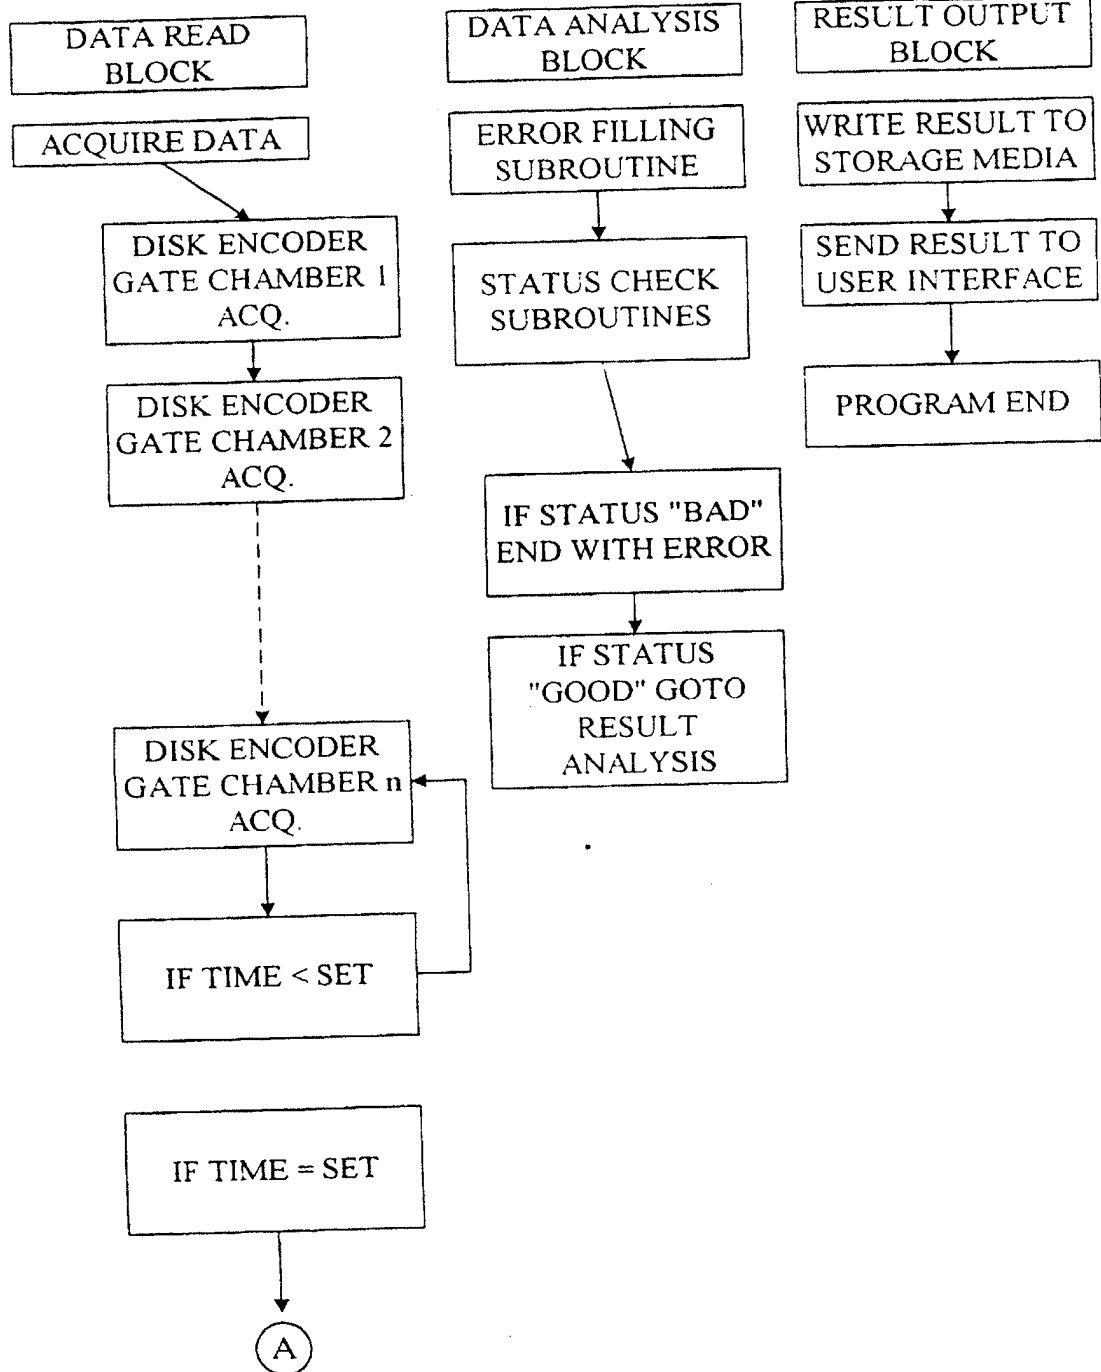 DATA READ
BLOCK
ACQUIRE DATA
DISK ENCODER
GATE CHAMBER 1
ACQ.
DISK ENCODER
GATE CHAMBER 2
ACQ.
DISK ENCODER
GATE CHAMBER n
ACQ.
IF TIME < SET
IF TIME = SET
A
DATA ANALYSIS
BLOCK
ERROR FILLING
SUBROUTINE
STATUS CHECK
SUBROUTINES
IF STATUS "BAD"
END WITH ERROR
IF STATUS
"GOOD" GOTO
RESULT
ANALYSIS
RESULT OUTPUT
BLOCK
WRITE RESULT TO
STORAGE MEDIA
SEND RESULT TO
USER INTERFACE
PROGRAM END